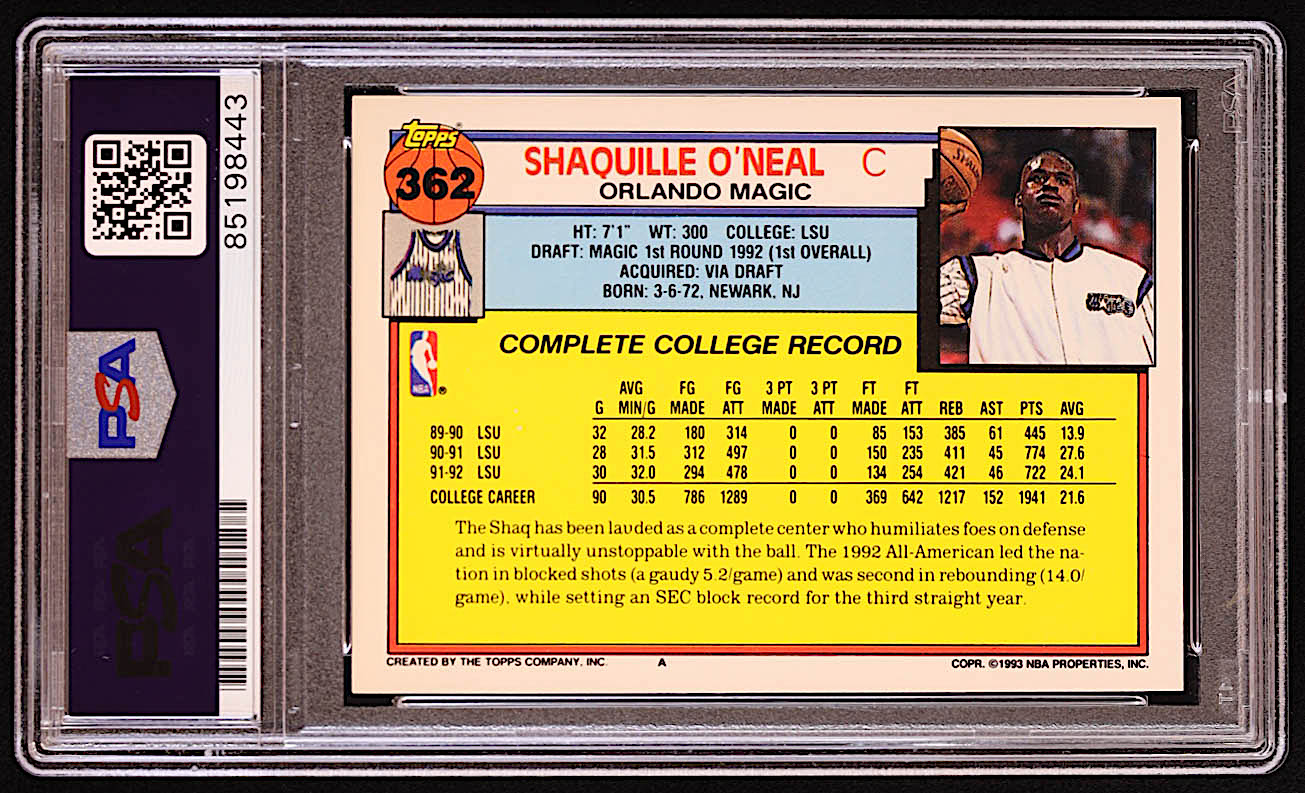 85198443
PSA
PSA
PSA
TOPPS
362
SHAQUILLE O'NEAL C
ORLANDO MAGIC
HT: 7'1" WT: 300 COLLEGE: LSU
DRAFT: MAGIC 1st ROUND 1992 (1st OVERALL)
ACQUIRED: VIA DRAFT
BORN: 3-6-72, NEWARK, NJ
NBA
COMPLETE COLLEGE RECORD
AVG FG FG 3 PT 3 PT FT FT
G MIN/G MADE ATT MADE ATT MADE ATT REB AST PTS AVG
89-90 LSU 32 28.2 180 314 0 0 85 153 385 61 445 13.9
90-91 LSU 28 31.5 312 497 0 0 150 235 411 45 774 27.6
91-92 LSU 30 32.0 294 478 0 0 134 254 421 46 722 24.1
COLLEGE CAREER 90 30.5 786 1289 0 0 369 642 1217 152 1941 21.6
The Shaq has been lauded as a complete center who humiliates foes on defense
and is virtually unstoppable with the ball. The 1992 All-American led the na-
tion in blocked shots (a gaudy 5.2/game) and was second in rebounding (14.0/
game), while setting an SEC block record for the third straight year.
CREATED BY THE TOPPS COMPANY, INC. A COPR. ©1993 NBA PROPERTIES, INC.